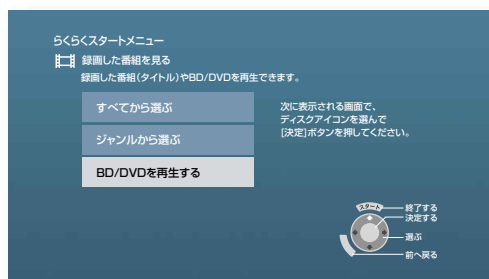 らくらくスタートメニュー
録画した番組を見る
録画した番組(タイトル)やBD/DVDを再生できます。
すべてから選ぶ
ジャンルから選ぶ
BD/DVDを再生する
次に表示される画面で、
ディスクアイコンを選んで
[決定]ボタンを押してください。
スタート
終了する
決定する
選ぶ
前へ戻る